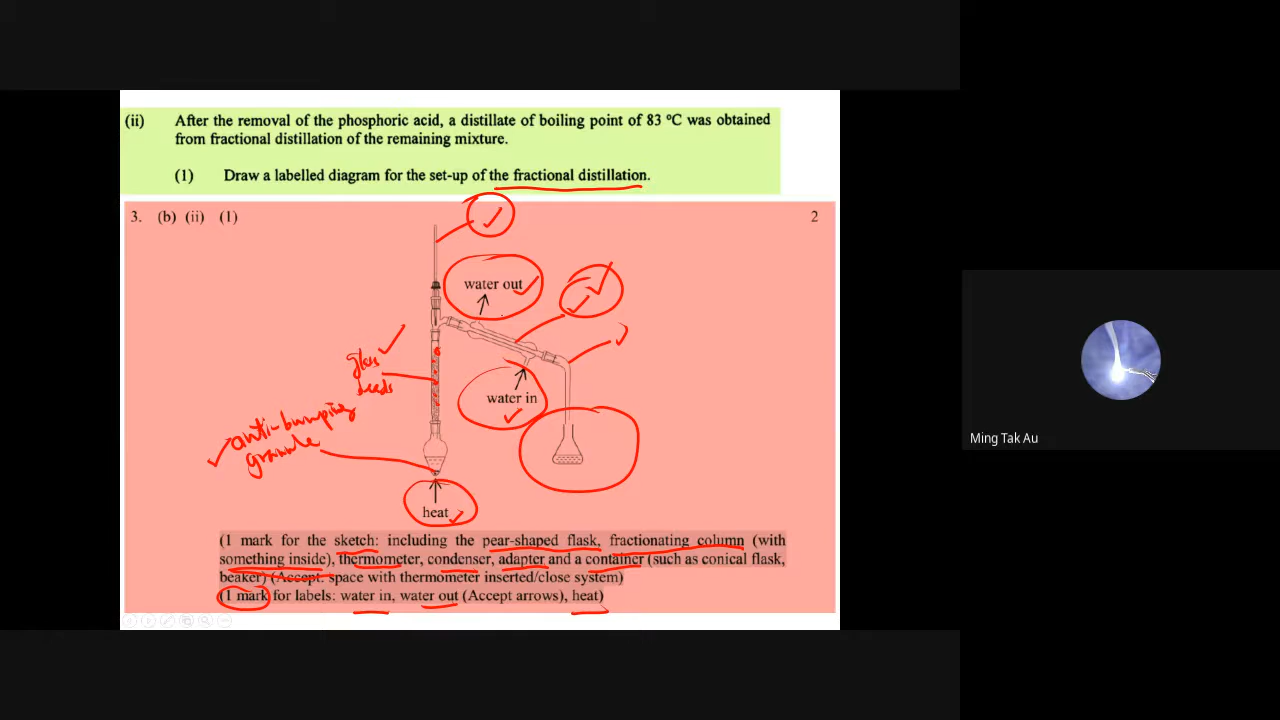 (ii) After the removal of the phosphoric acid, a distillate of boiling point of 83 °C was obtained
from fractional distillation of the remaining mixture.
(1) Draw a labelled diagram for the set-up of the fractional distillation.
3. (b) (ii) (1) 2
water out
glass
beads
water in
anti-bumping
granule
heat
(1 mark for the sketch: including the pear-shaped flask, fractionating column (with
something inside), thermometer, condenser, adapter and a container (such as conical flask,
beaker) (Accept: space with thermometer inserted/close system)
(1 mark for labels: water in, water out (Accept arrows), heat)
Ming Tak Au